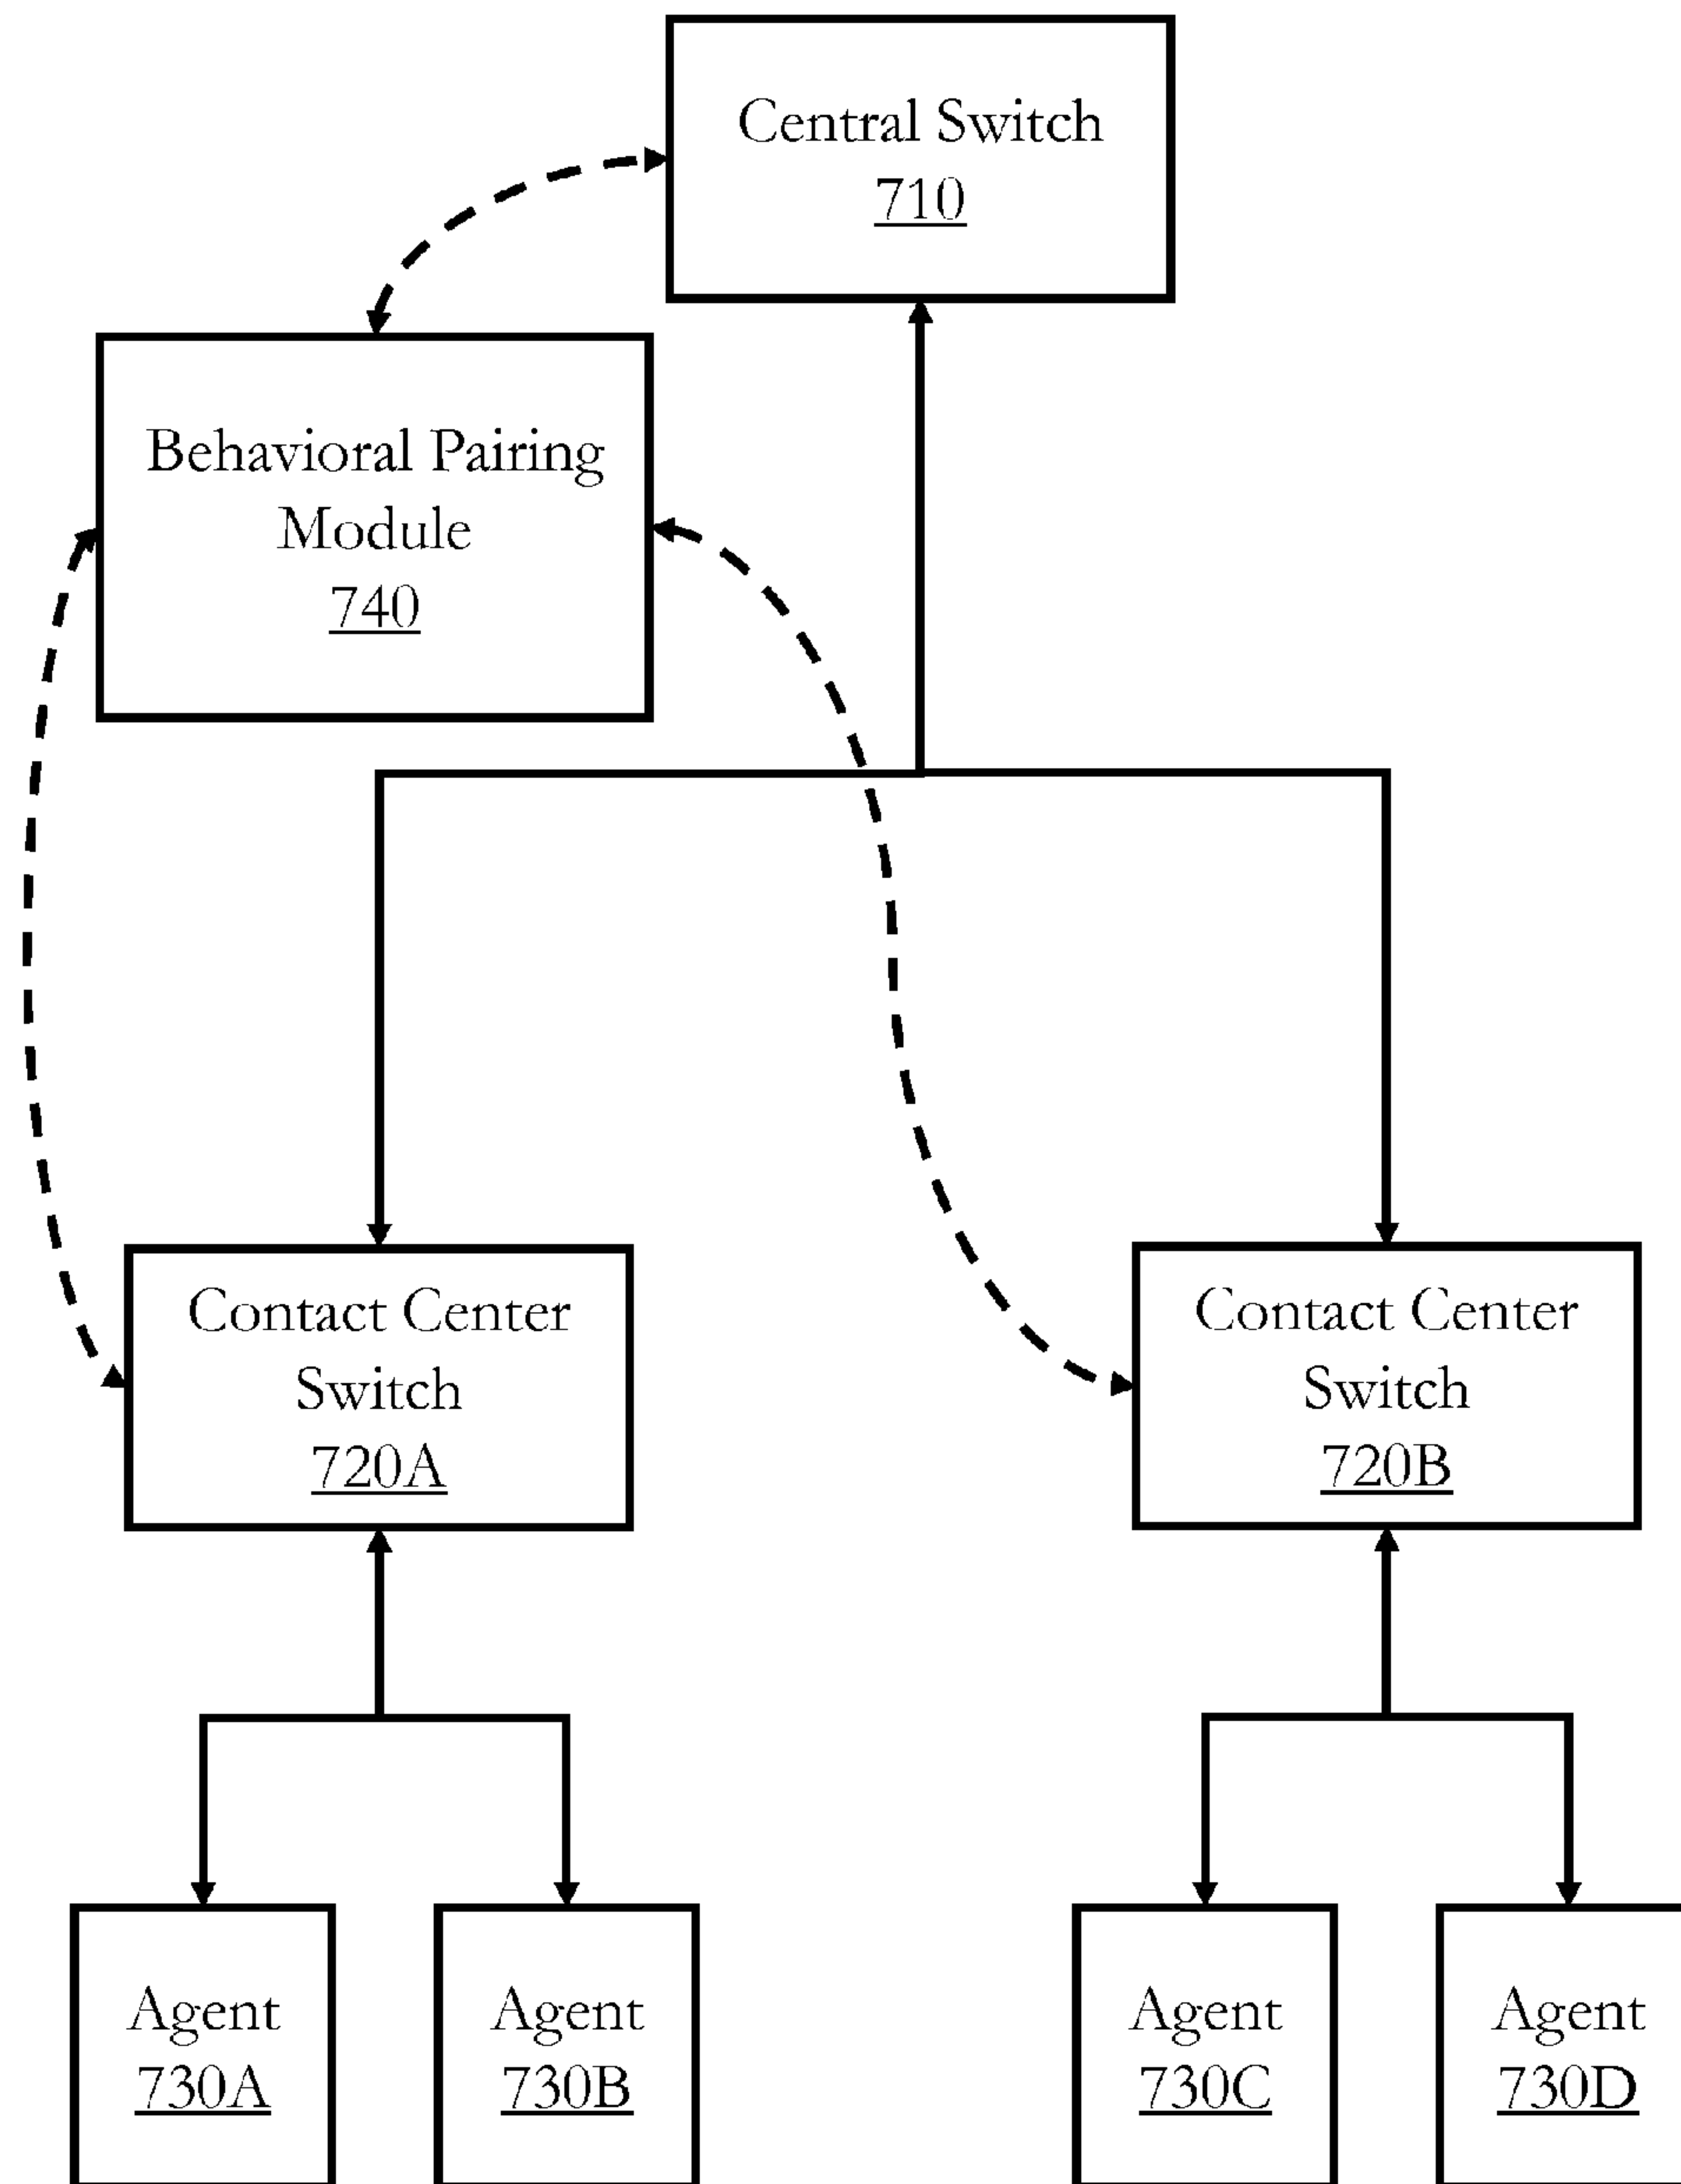 Central Switch
710
Behavioral Pairing
Module
740
Contact Center
Switch
720A
Contact Center
Switch
720B
Agent
730A
Agent
730B
Agent
730C
Agent
730D